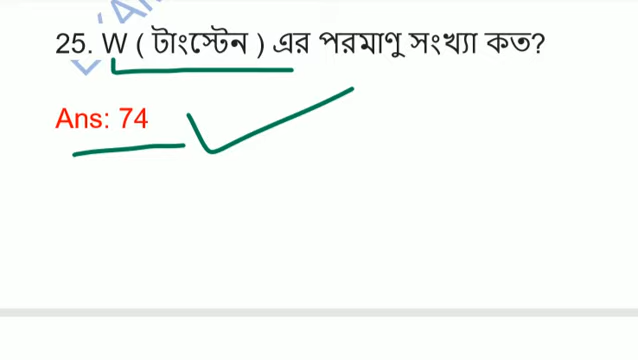 25. W ( টাংস্টেন ) এর পরমাণু সংখ্যা কত?
Ans: 74